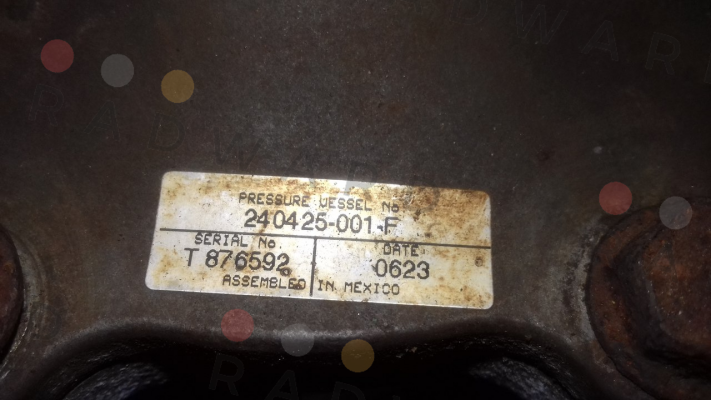 PRESSURE VESSEL No
240425-001-F
SERIAL No
T 876592
DATE
0623
ASSEMBLED IN MEXICO